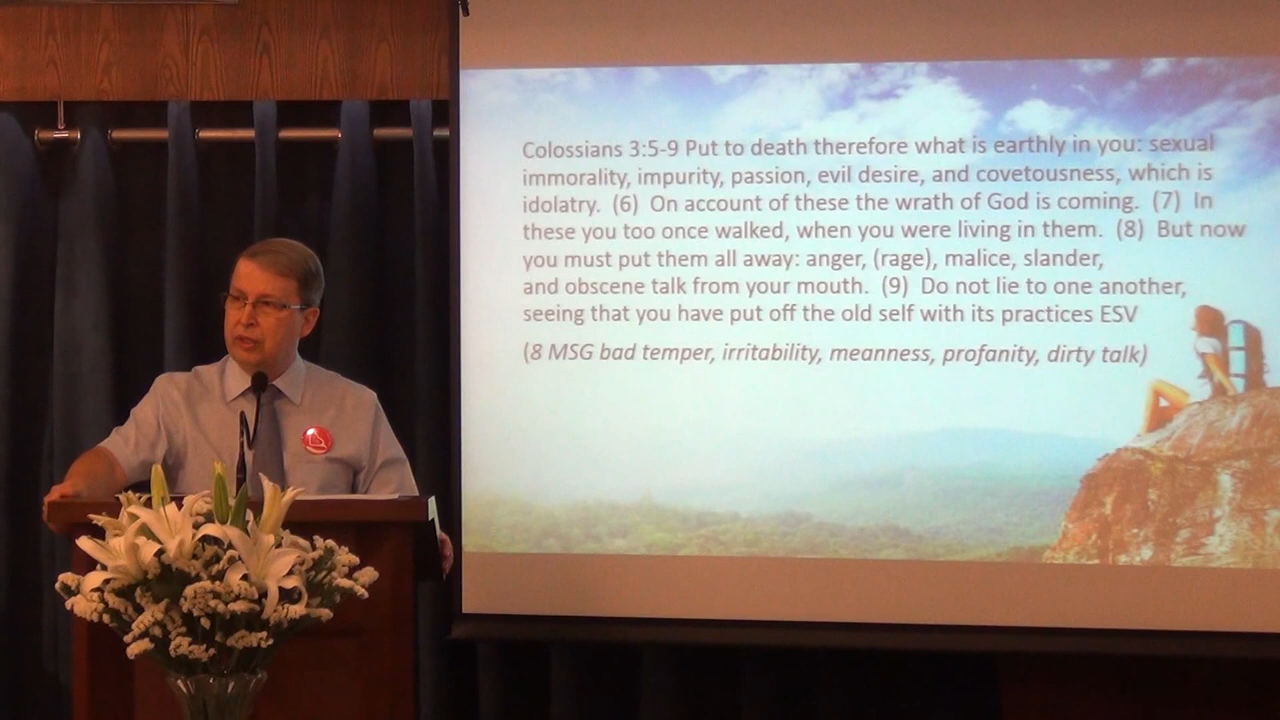 Colossians 3:5-9 Put to death therefore what is earthly in you: sexual
immorality, impurity, passion, evil desire, and covetousness, which is
idolatry. (6) On account of these the wrath of God is coming. (7) In
these you too once walked, when you were living in them. (8) But now
you must put them all away: anger, (rage), malice, slander,
and obscene talk from your mouth. (9) Do not lie to one another,
seeing that you have put off the old self with its practices ESV
(8 MSG bad temper, irritability, meanness, profanity, dirty talk)